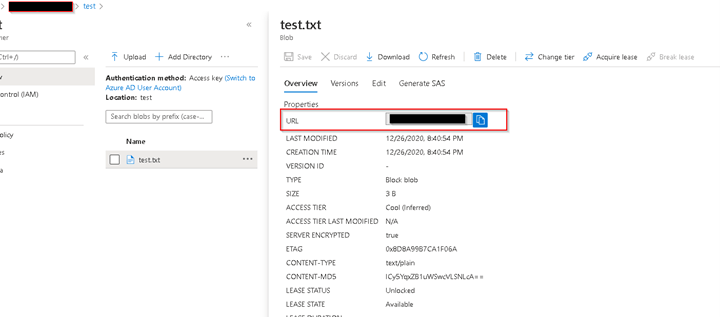 > test
test.txt
Blob
Ctrl+/)
Upload
Add Directory
Save
Discard
Download
Refresh
Delete
Change tier
Acquire lease
Break lease
Authentication method: Access key (Switch to
Azure AD User Account)
Location: test
Search blobs by prefix (case-...
Name
test.txt
Overview
Versions
Edit
Generate SAS
Properties
URL
LAST MODIFIED 12/26/2020, 8:40:54 PM
CREATION TIME 12/26/2020, 8:40:54 PM
VERSION ID -
TYPE Block blob
SIZE 3 B
ACCESS TIER Cool (Inferred)
ACCESS TIER LAST MODIFIED N/A
SERVER ENCRYPTED true
ETAG 0x8D8A99B7CA1F06A
CONTENT-TYPE text/plain
CONTENT-MD5 ICy5YqxZB1uWSwcVLSNLcA==
LEASE STATUS Unlocked
LEASE STATE Available
LEASE DURATION
ontrol (IAM)
olicy
es
a